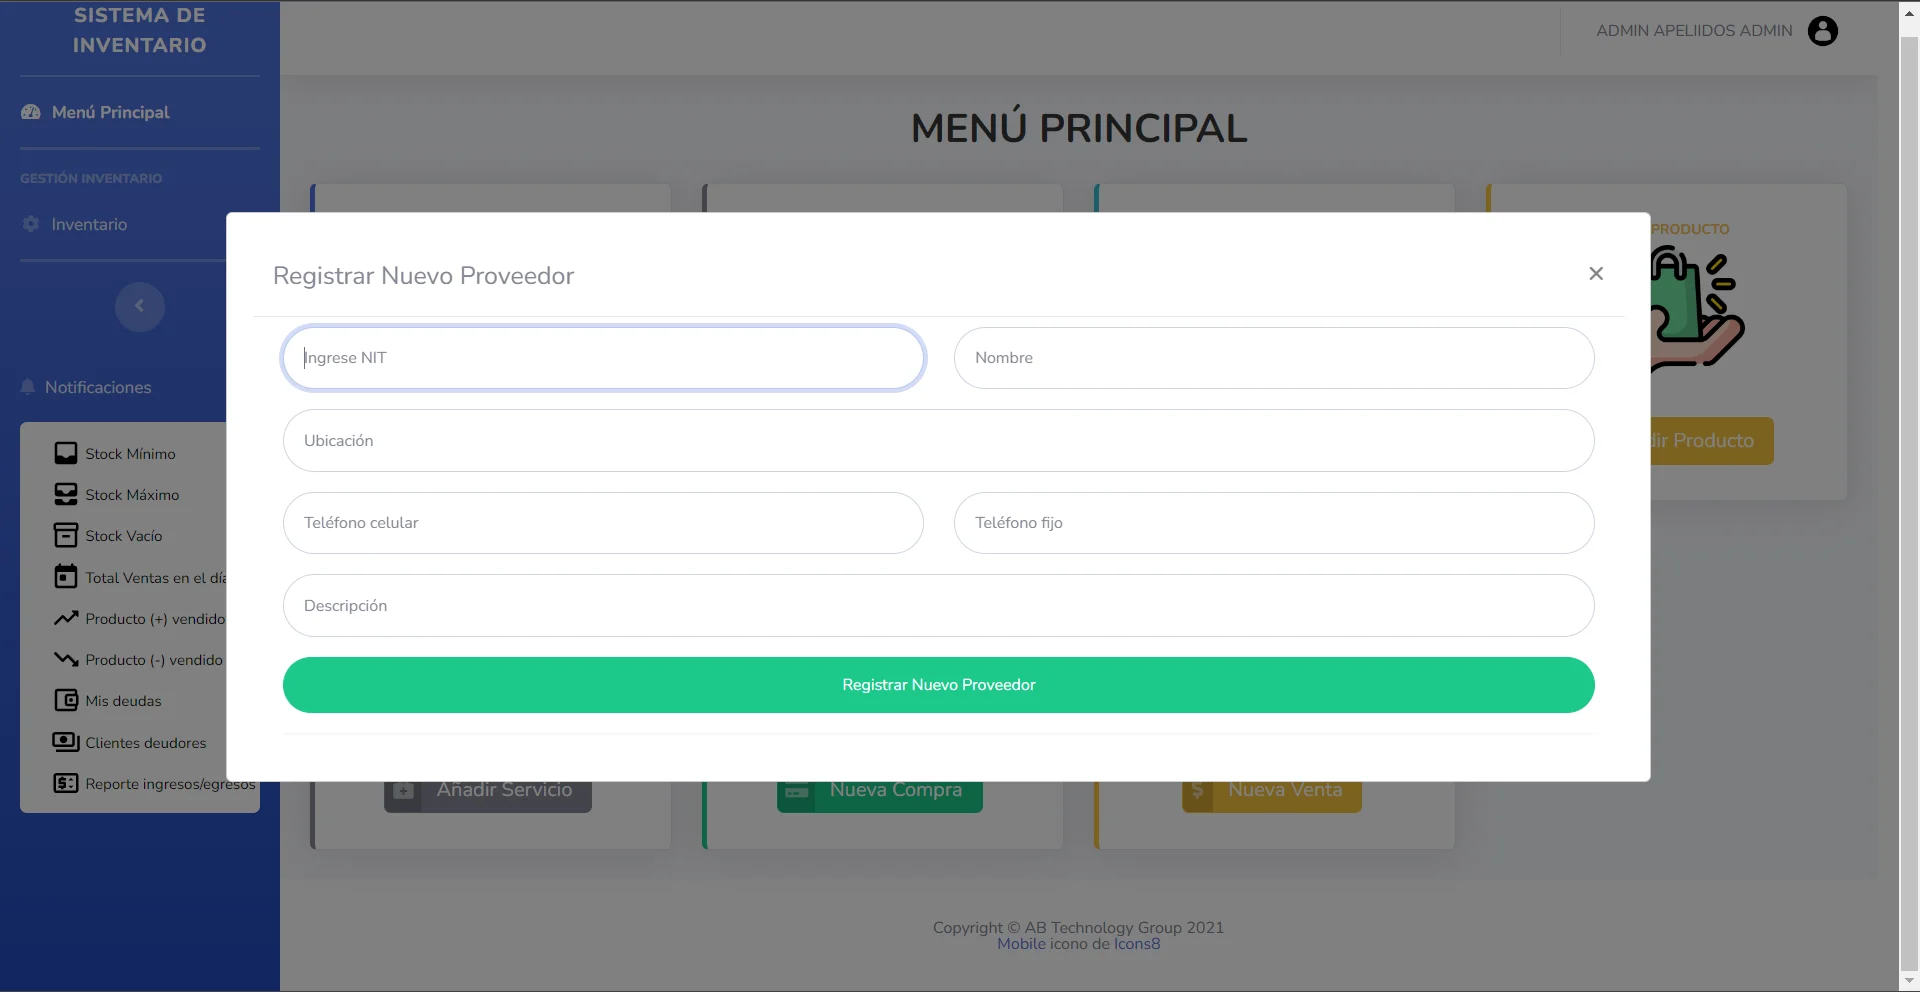 SISTEMA DE
INVENTARIO
ADMIN APELIIDOS ADMIN
Menú Principal
GESTIÓN INVENTARIO
Inventario
Notificaciones
Stock Mínimo
Stock Máximo
Stock Vacío
Total Ventas en el día
Producto (+) vendido
Producto (-) vendido
Mis deudas
Clientes deudores
Reporte ingresos/egresos
MENÚ PRINCIPAL
PRODUCTO
Producto
Registrar Nuevo Proveedor
×
Ingrese NIT
Nombre
Ubicación
Teléfono celular
Teléfono fijo
Descripción
Registrar Nuevo Proveedor
Añadir Servicio
Nueva Compra
$ Nueva Venta
Copyright © AB Technology Group 2021
Mobile icono de Icons8